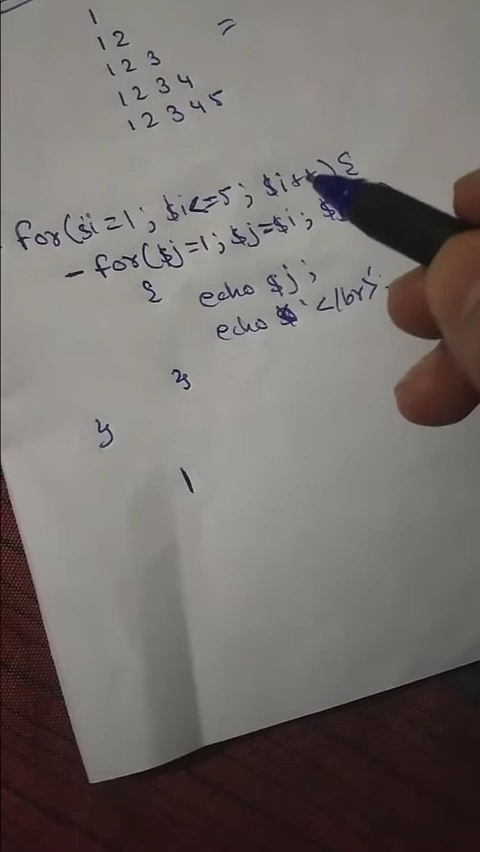 1
1 2 =
1 2 3
1 2 3 4
1 2 3 4 5
for($i=1; $i<=5; $i++){
- for($j=1; $j=$i; $j
{ echo $j;
echo ' </br>'
}
}
1